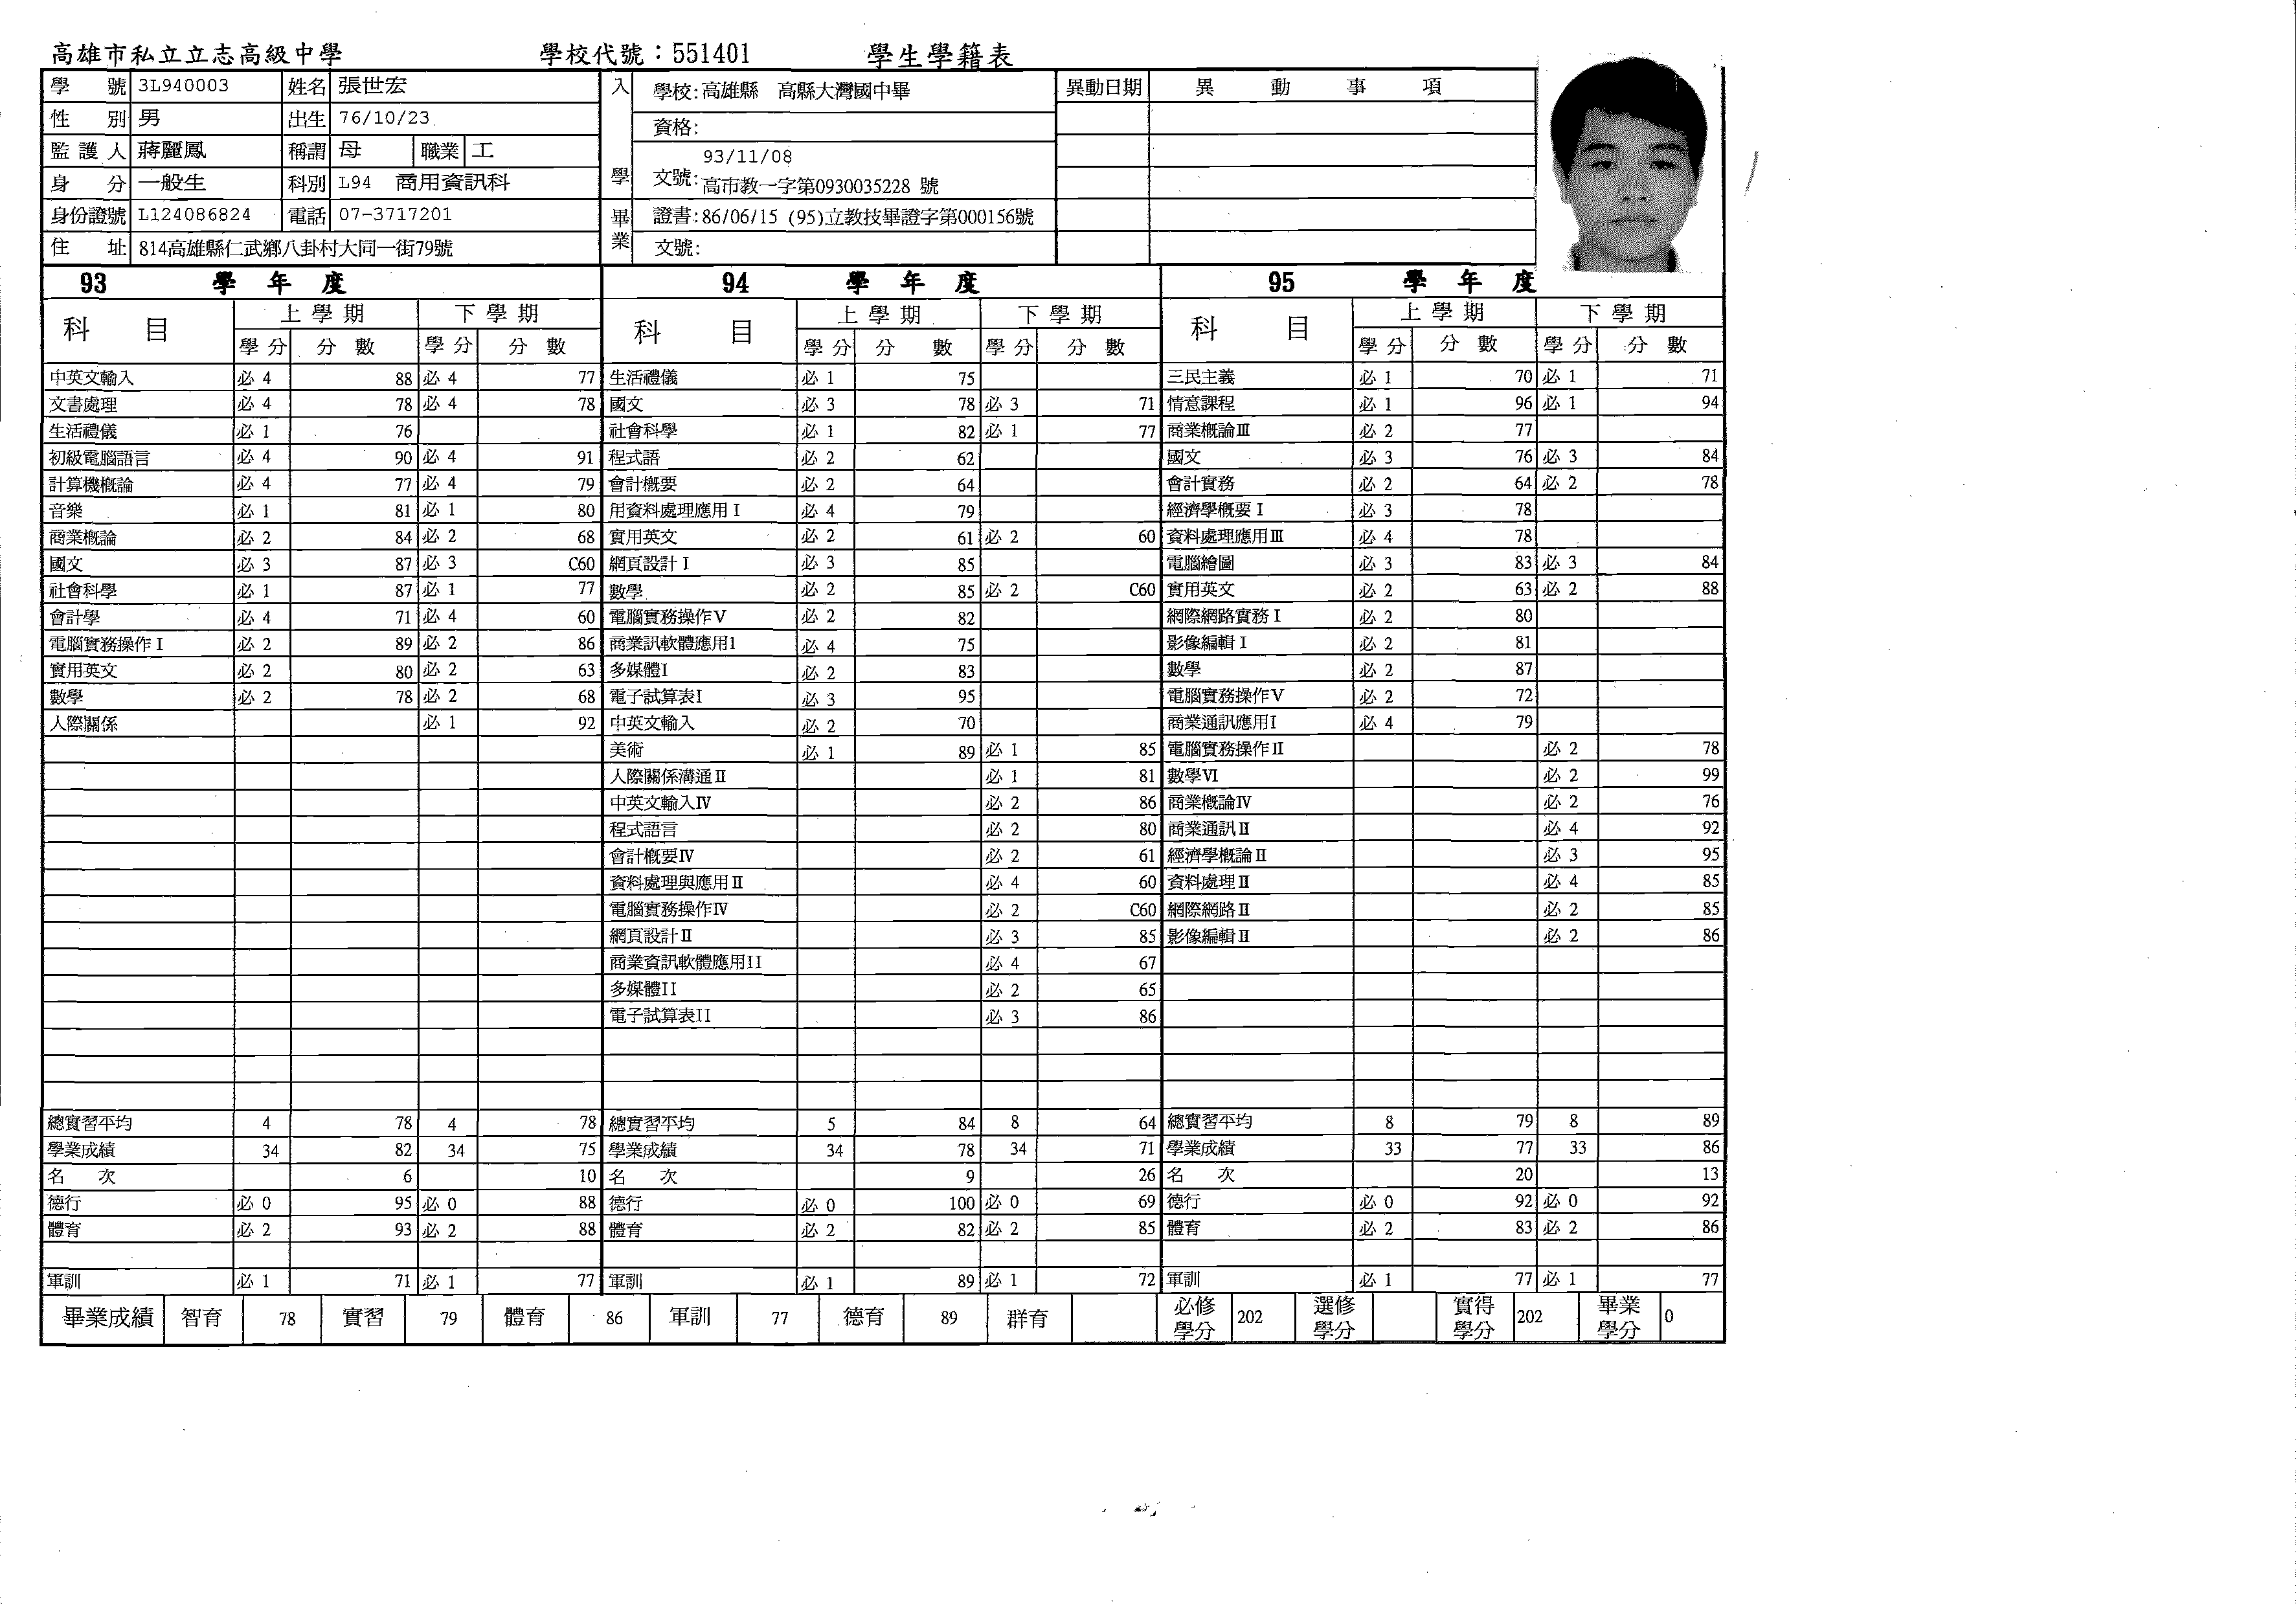 高雄市私立立志高級中學 學校代號：551401 學生學籍表
學 號 3L940003 姓名 張世宏 入 學校:高雄縣 高縣大灣國中畢 異動日期 異 動 事 項
性 別 男 出生 76/10/23 資格:
監 護 人 蔣麗鳳 稱謂 母 職業 工 93/11/08
身 分 一般生 科別 L94 商用資訊科 學 文號:高市教一字第0930035228 號
身份證號 L124086824 電話 07-3717201 畢業 證書:86/06/15 (95)立教技畢證字第000156號
住 址 814高雄縣仁武鄉八卦村大同一街79號 文號:
93 學 年 度 94 學 年 度 95 學 年 度
科 目 上 學 期 下 學 期 科 目 上 學 期 下 學 期 科 目 上 學 期 下 學 期
學 分 分 數 學 分 分 數 學 分 分 數 學 分 分 數 學 分 分 數 學 分 分 數
中英文輸入 必 4 88 必 4 77 生活禮儀 必 1 75 三民主義 必 1 70 必 1 71
文書處理 必 4 78 必 4 78 國文 必 3 78 必 3 71 情意課程 必 1 96 必 1 94
生活禮儀 必 1 76 社會科學 必 1 82 必 1 77 商業概論Ⅲ 必 2 77
初級電腦語言 必 4 90 必 4 91 程式語 必 2 62 國文 必 3 76 必 3 84
計算機概論 必 4 77 必 4 79 會計概要 必 2 64 會計實務 必 2 64 必 2 78
音樂 必 1 81 必 1 80 用資料處理應用Ⅰ 必 4 79 經濟學概要Ⅰ 必 3 78
商業概論 必 2 84 必 2 68 實用英文 必 2 61 必 2 60 資料處理應用Ⅲ 必 4 78
國文 必 3 87 必 3 C60 網頁設計Ⅰ 必 3 85 電腦繪圖 必 3 83 必 3 84
社會科學 必 1 87 必 1 77 數學 必 2 85 必 2 C60 實用英文 必 2 63 必 2 88
會計學 必 4 71 必 4 60 電腦實務操作Ⅴ 必 2 82 網際網路實務Ⅰ 必 2 80
電腦實務操作Ⅰ 必 2 89 必 2 86 商業訊軟體應用1 必 4 75 影像編輯Ⅰ 必 2 81
實用英文 必 2 80 必 2 63 多媒體I 必 2 83 數學 必 2 87
數學 必 2 78 必 2 68 電子試算表I 必 3 95 電腦實務操作Ⅴ 必 2 72
人際關係 必 1 92 中英文輸入 必 2 70 商業通訊應用I 必 4 79
美術 必 1 89 必 1 85 電腦實務操作Ⅱ 必 2 78
人際關係溝通Ⅱ 必 1 81 數學Ⅵ 必 2 99
中英文輸入Ⅳ 必 2 86 商業概論Ⅳ 必 2 76
程式語言 必 2 80 商業通訊Ⅱ 必 4 92
會計概要Ⅳ 必 2 61 經濟學概論Ⅱ 必 3 95
資料處理與應用Ⅱ 必 4 60 資料處理Ⅱ 必 4 85
電腦實務操作Ⅳ 必 2 C60 網際網路Ⅱ 必 2 85
網頁設計Ⅱ 必 3 85 影像編輯Ⅱ 必 2 86
商業資訊軟體應用II 必 4 67
多媒體II 必 2 65
電子試算表II 必 3 86
總實習平均 4 78 4 78 總實習平均 5 84 8 64 總實習平均 8 79 8 89
學業成績 34 82 34 75 學業成績 34 78 34 71 學業成績 33 77 33 86
名 次 6 10 名 次 9 26 名 次 20 13
德行 必 0 95 必 0 88 德行 必 0 100 必 0 69 德行 必 0 92 必 0 92
體育 必 2 93 必 2 88 體育 必 2 82 必 2 85 體育 必 2 83 必 2 86
軍訓 必 1 71 必 1 77 軍訓 必 1 89 必 1 72 軍訓 必 1 77 必 1 77
畢業成績 智育 78 實習 79 體育 86 軍訓 77 德育 89 群育 必修學分 202 選修學分 實得學分 202 畢業學分 0